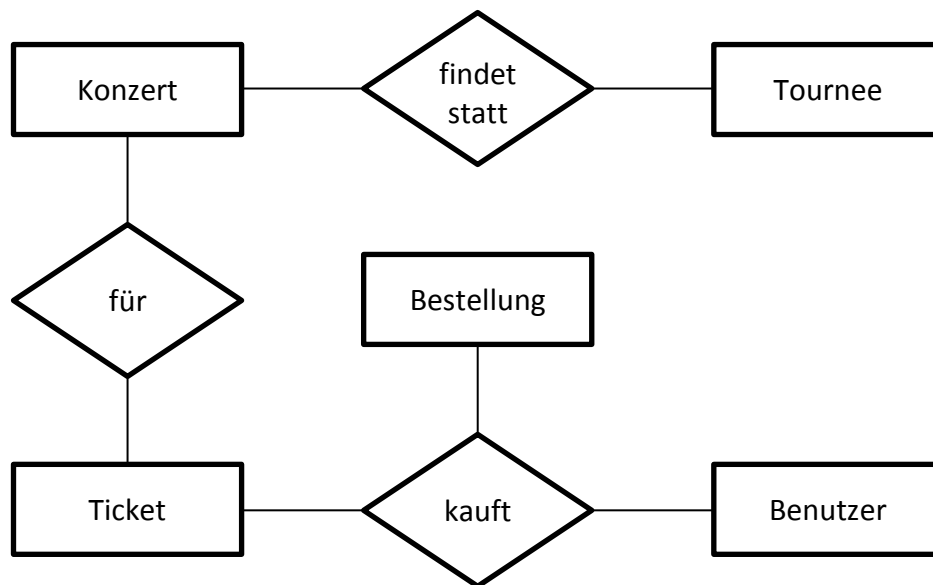 Konzert
findet
statt
Tournee
für
Bestellung
Ticket
kauft
Benutzer